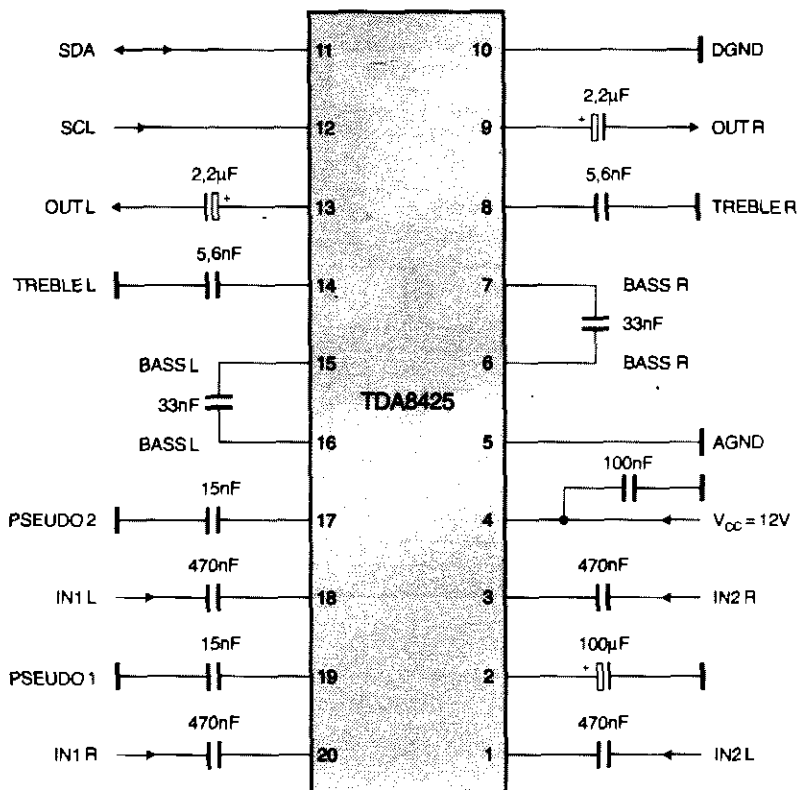 SDA 11 10 DGND
2,2µF
SCL 12 9 OUT R
2,2µF 5,6nF
OUT L 13 8 TREBLE R
5,6nF
TREBLE L 14 7 BASS R
33nF
BASS L 15 6 BASS R
33nF TDA8425
BASS L 16 5 AGND
15nF 100nF
PSEUDO 2 17 4 VCC = 12V
470nF 470nF
IN1 L 18 3 IN2 R
15nF 100µF
PSEUDO 1 19 2
470nF 470nF
IN1 R 20 1 IN2 L